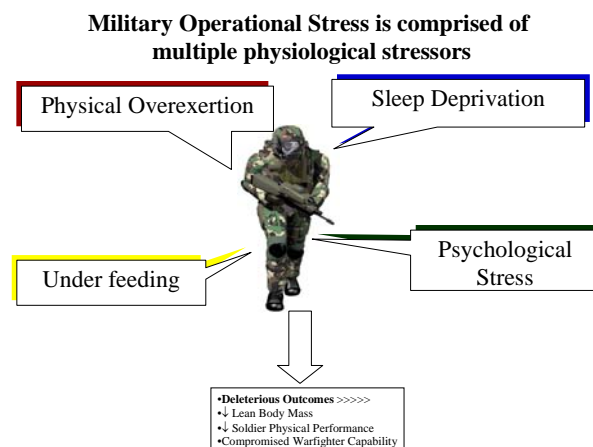 Military Operational Stress is comprised of
multiple physiological stressors
Physical Overexertion
Sleep Deprivation
Under feeding
Psychological
Stress
•Deleterious Outcomes >>>>>
•↓ Lean Body Mass
•↓ Soldier Physical Performance
•Compromised Warfighter Capability